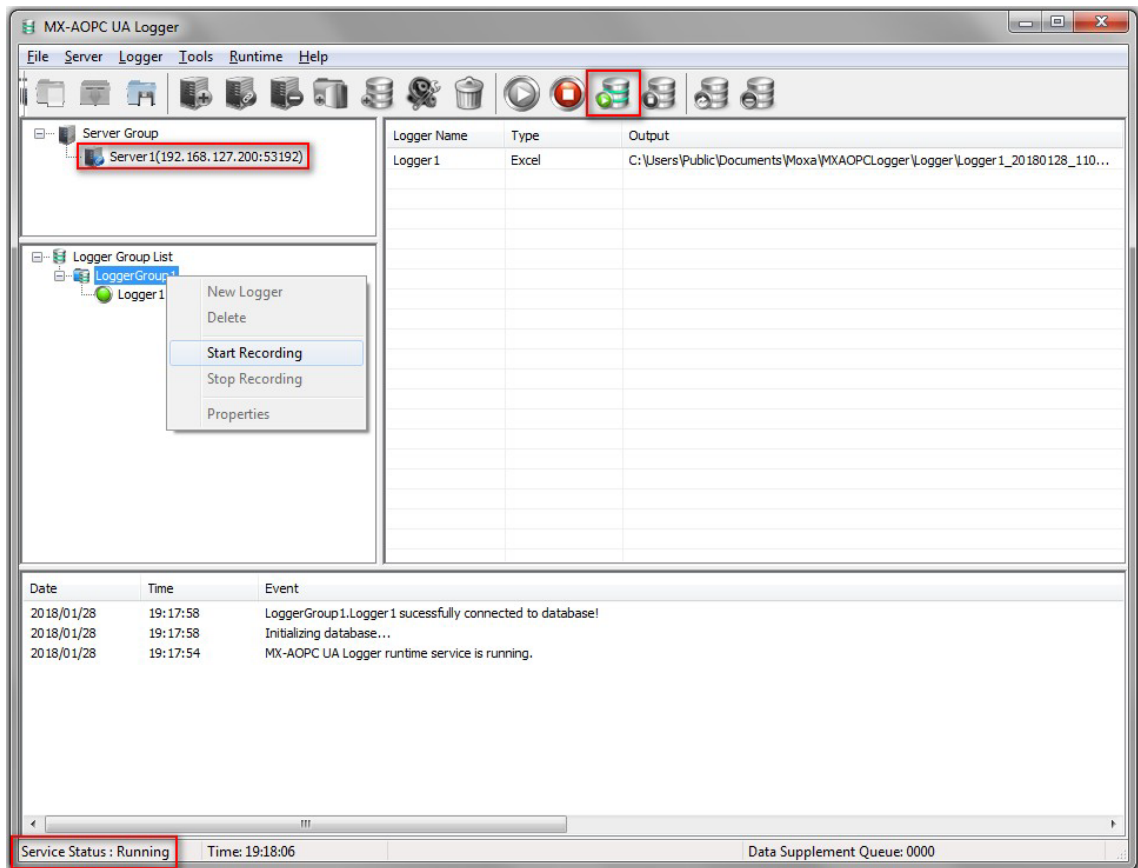 MX-AOPC UA Logger
File Server Logger Tools Runtime Help
Server Group
Server1(192.168.127.200:53192)
Logger Name Type Output
Logger1 Excel C:\Users\Public\Documents\Moxa\MXAOPCLogger\Logger\Logger1_20180128_110...
Logger Group List
LoggerGroup1
Logger1
New Logger
Delete
Start Recording
Stop Recording
Properties
Date Time Event
2018/01/28 19:17:58 LoggerGroup1.Logger1 sucessfully connected to database!
2018/01/28 19:17:58 Initializing database...
2018/01/28 19:17:54 MX-AOPC UA Logger runtime service is running.
Service Status : Running Time: 19:18:06 Data Supplement Queue: 0000